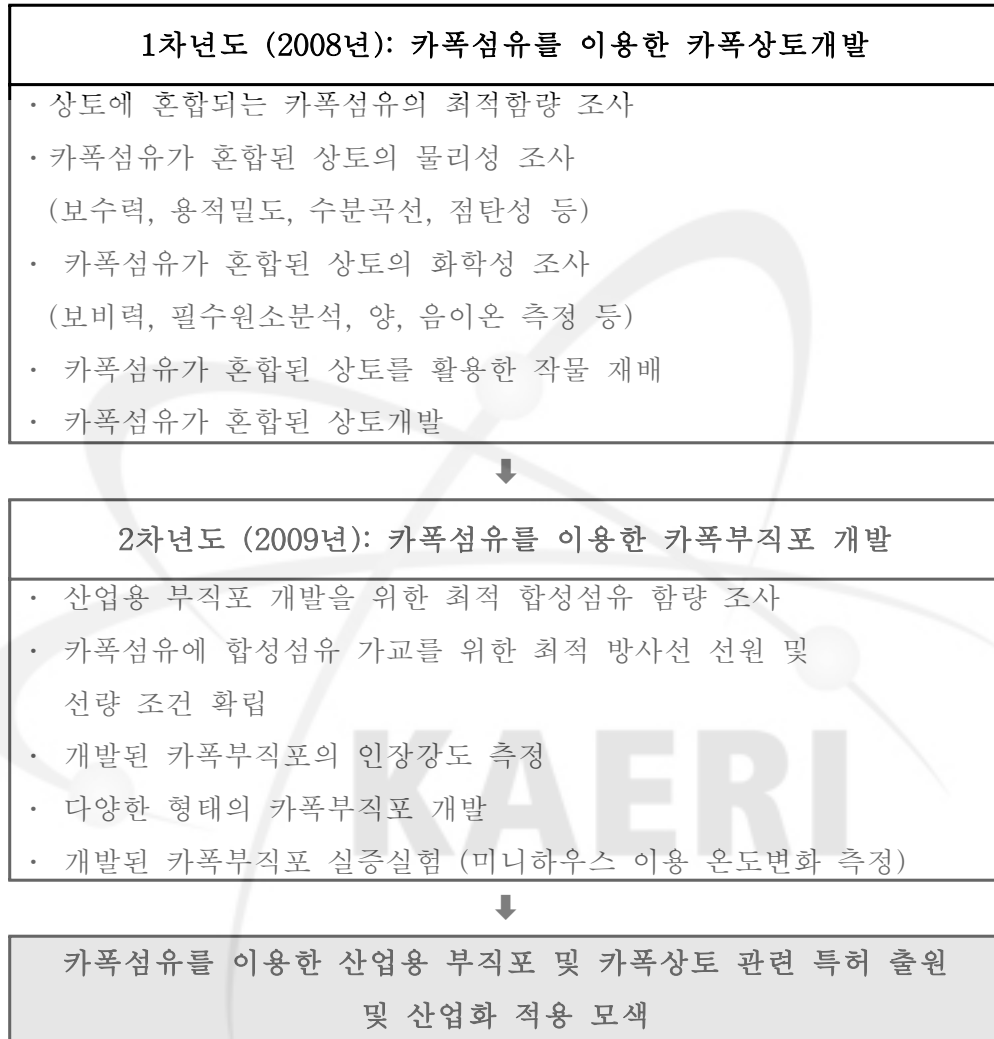 1차년도 (2008년): 카폭섬유를 이용한 카폭상토개발
· 상토에 혼합되는 카폭섬유의 최적함량 조사
· 카폭섬유가 혼합된 상토의 물리성 조사
(보수력, 용적밀도, 수분곡선, 점탄성 등)
· 카폭섬유가 혼합된 상토의 화학성 조사
(보비력, 필수원소분석, 양, 음이온 측정 등)
· 카폭섬유가 혼합된 상토를 활용한 작물 재배
· 카폭섬유가 혼합된 상토개발
2차년도 (2009년): 카폭섬유를 이용한 카폭부직포 개발
· 산업용 부직포 개발을 위한 최적 합성섬유 함량 조사
· 카폭섬유에 합성섬유 가교를 위한 최적 방사선 선원 및
선량 조건 확립
· 개발된 카폭부직포의 인장강도 측정
· 다양한 형태의 카폭부직포 개발
· 개발된 카폭부직포 실증실험 (미니하우스 이용 온도변화 측정)
KAERI
카폭섬유를 이용한 산업용 부직포 및 카폭상토 관련 특허 출원
및 산업화 적용 모색